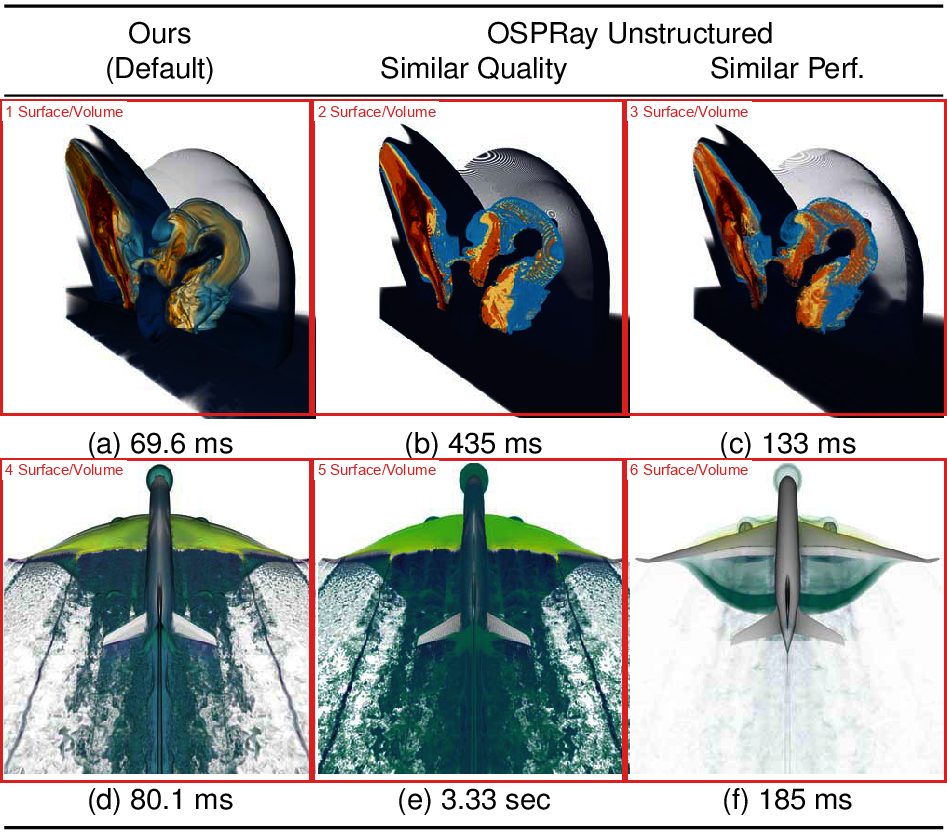 Ours
OSPRay Unstructured
(Default)
Similar Quality
Similar Perf.
1 Surface/Volume
2 Surface/Volume
3 Surface/Volume
(a) 69.6 ms
(b) 435 ms
(c) 133 ms
4 Surface/Volume
5 Surface/Volume
6 Surface/Volume
(d) 80.1 ms
(e) 3.33 sec
(f) 185 ms